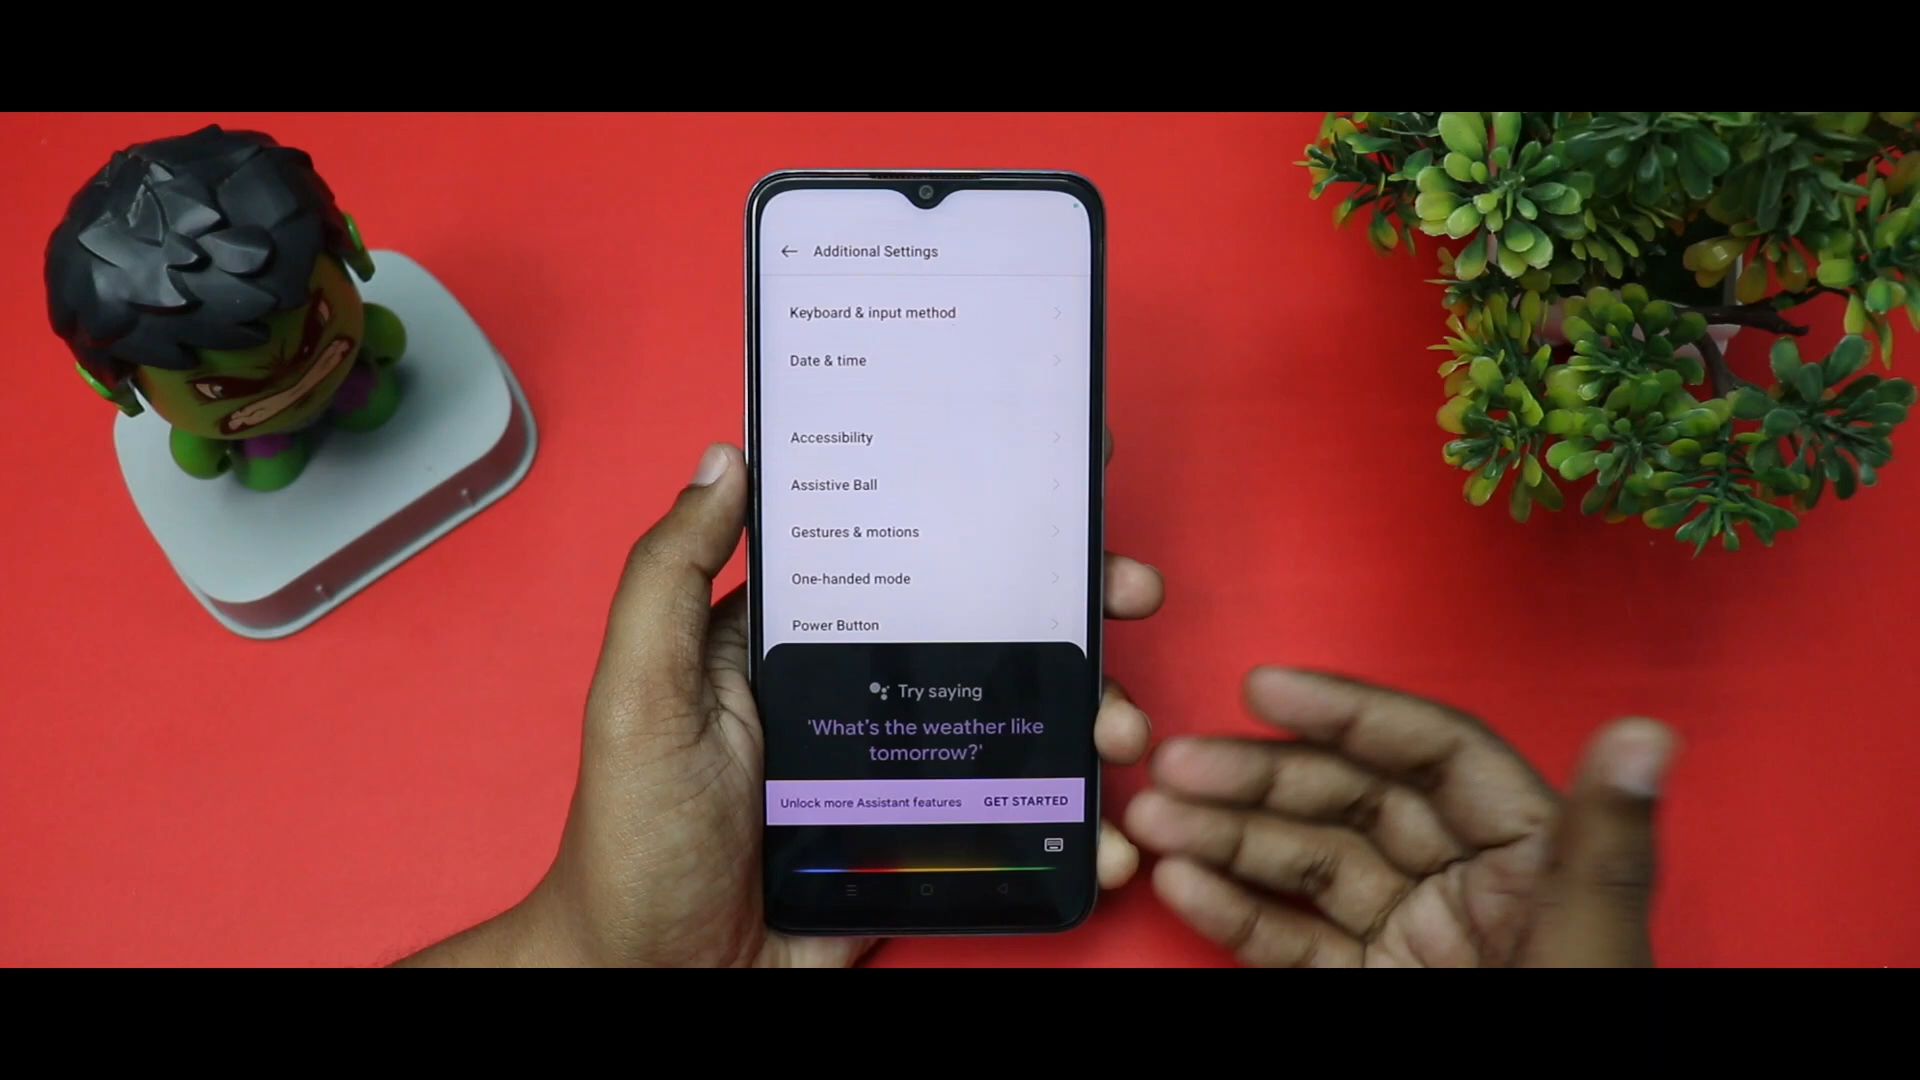 Additional Settings
Keyboard & input method
Date & time
Accessibility
Assistive Ball
Gestures & motions
One-handed mode
Power Button
Try saying
'What's the weather like
tomorrow?'
Unlock more Assistant features GET STARTED